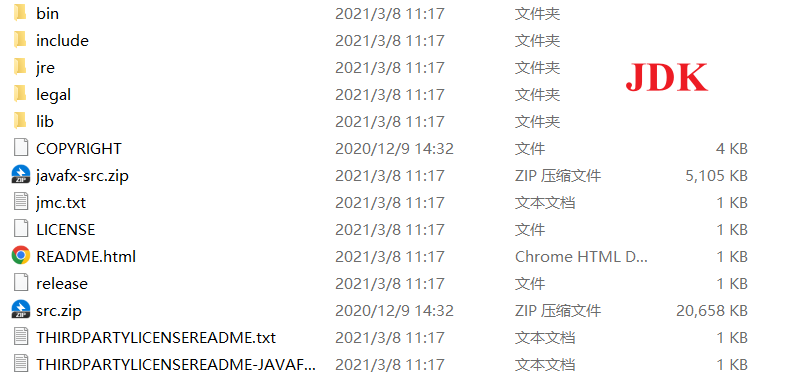 bin 2021/3/8 11:17 文件夹
include 2021/3/8 11:17 文件夹
jre 2021/3/8 11:17 文件夹
JDK
legal 2021/3/8 11:17 文件夹
lib 2021/3/8 11:17 文件夹
COPYRIGHT 2020/12/9 14:32 文件 4 KB
javafx-src.zip 2021/3/8 11:17 ZIP 压缩文件 5,105 KB
jmc.txt 2021/3/8 11:17 文本文档 1 KB
LICENSE 2021/3/8 11:17 文件 1 KB
README.html 2021/3/8 11:17 Chrome HTML D... 1 KB
release 2021/3/8 11:17 文件 1 KB
src.zip 2020/12/9 14:32 ZIP 压缩文件 20,658 KB
THIRDPARTYLICENSEREADME.txt 2021/3/8 11:17 文本文档 1 KB
THIRDPARTYLICENSEREADME-JAVAF... 2021/3/8 11:17 文本文档 1 KB